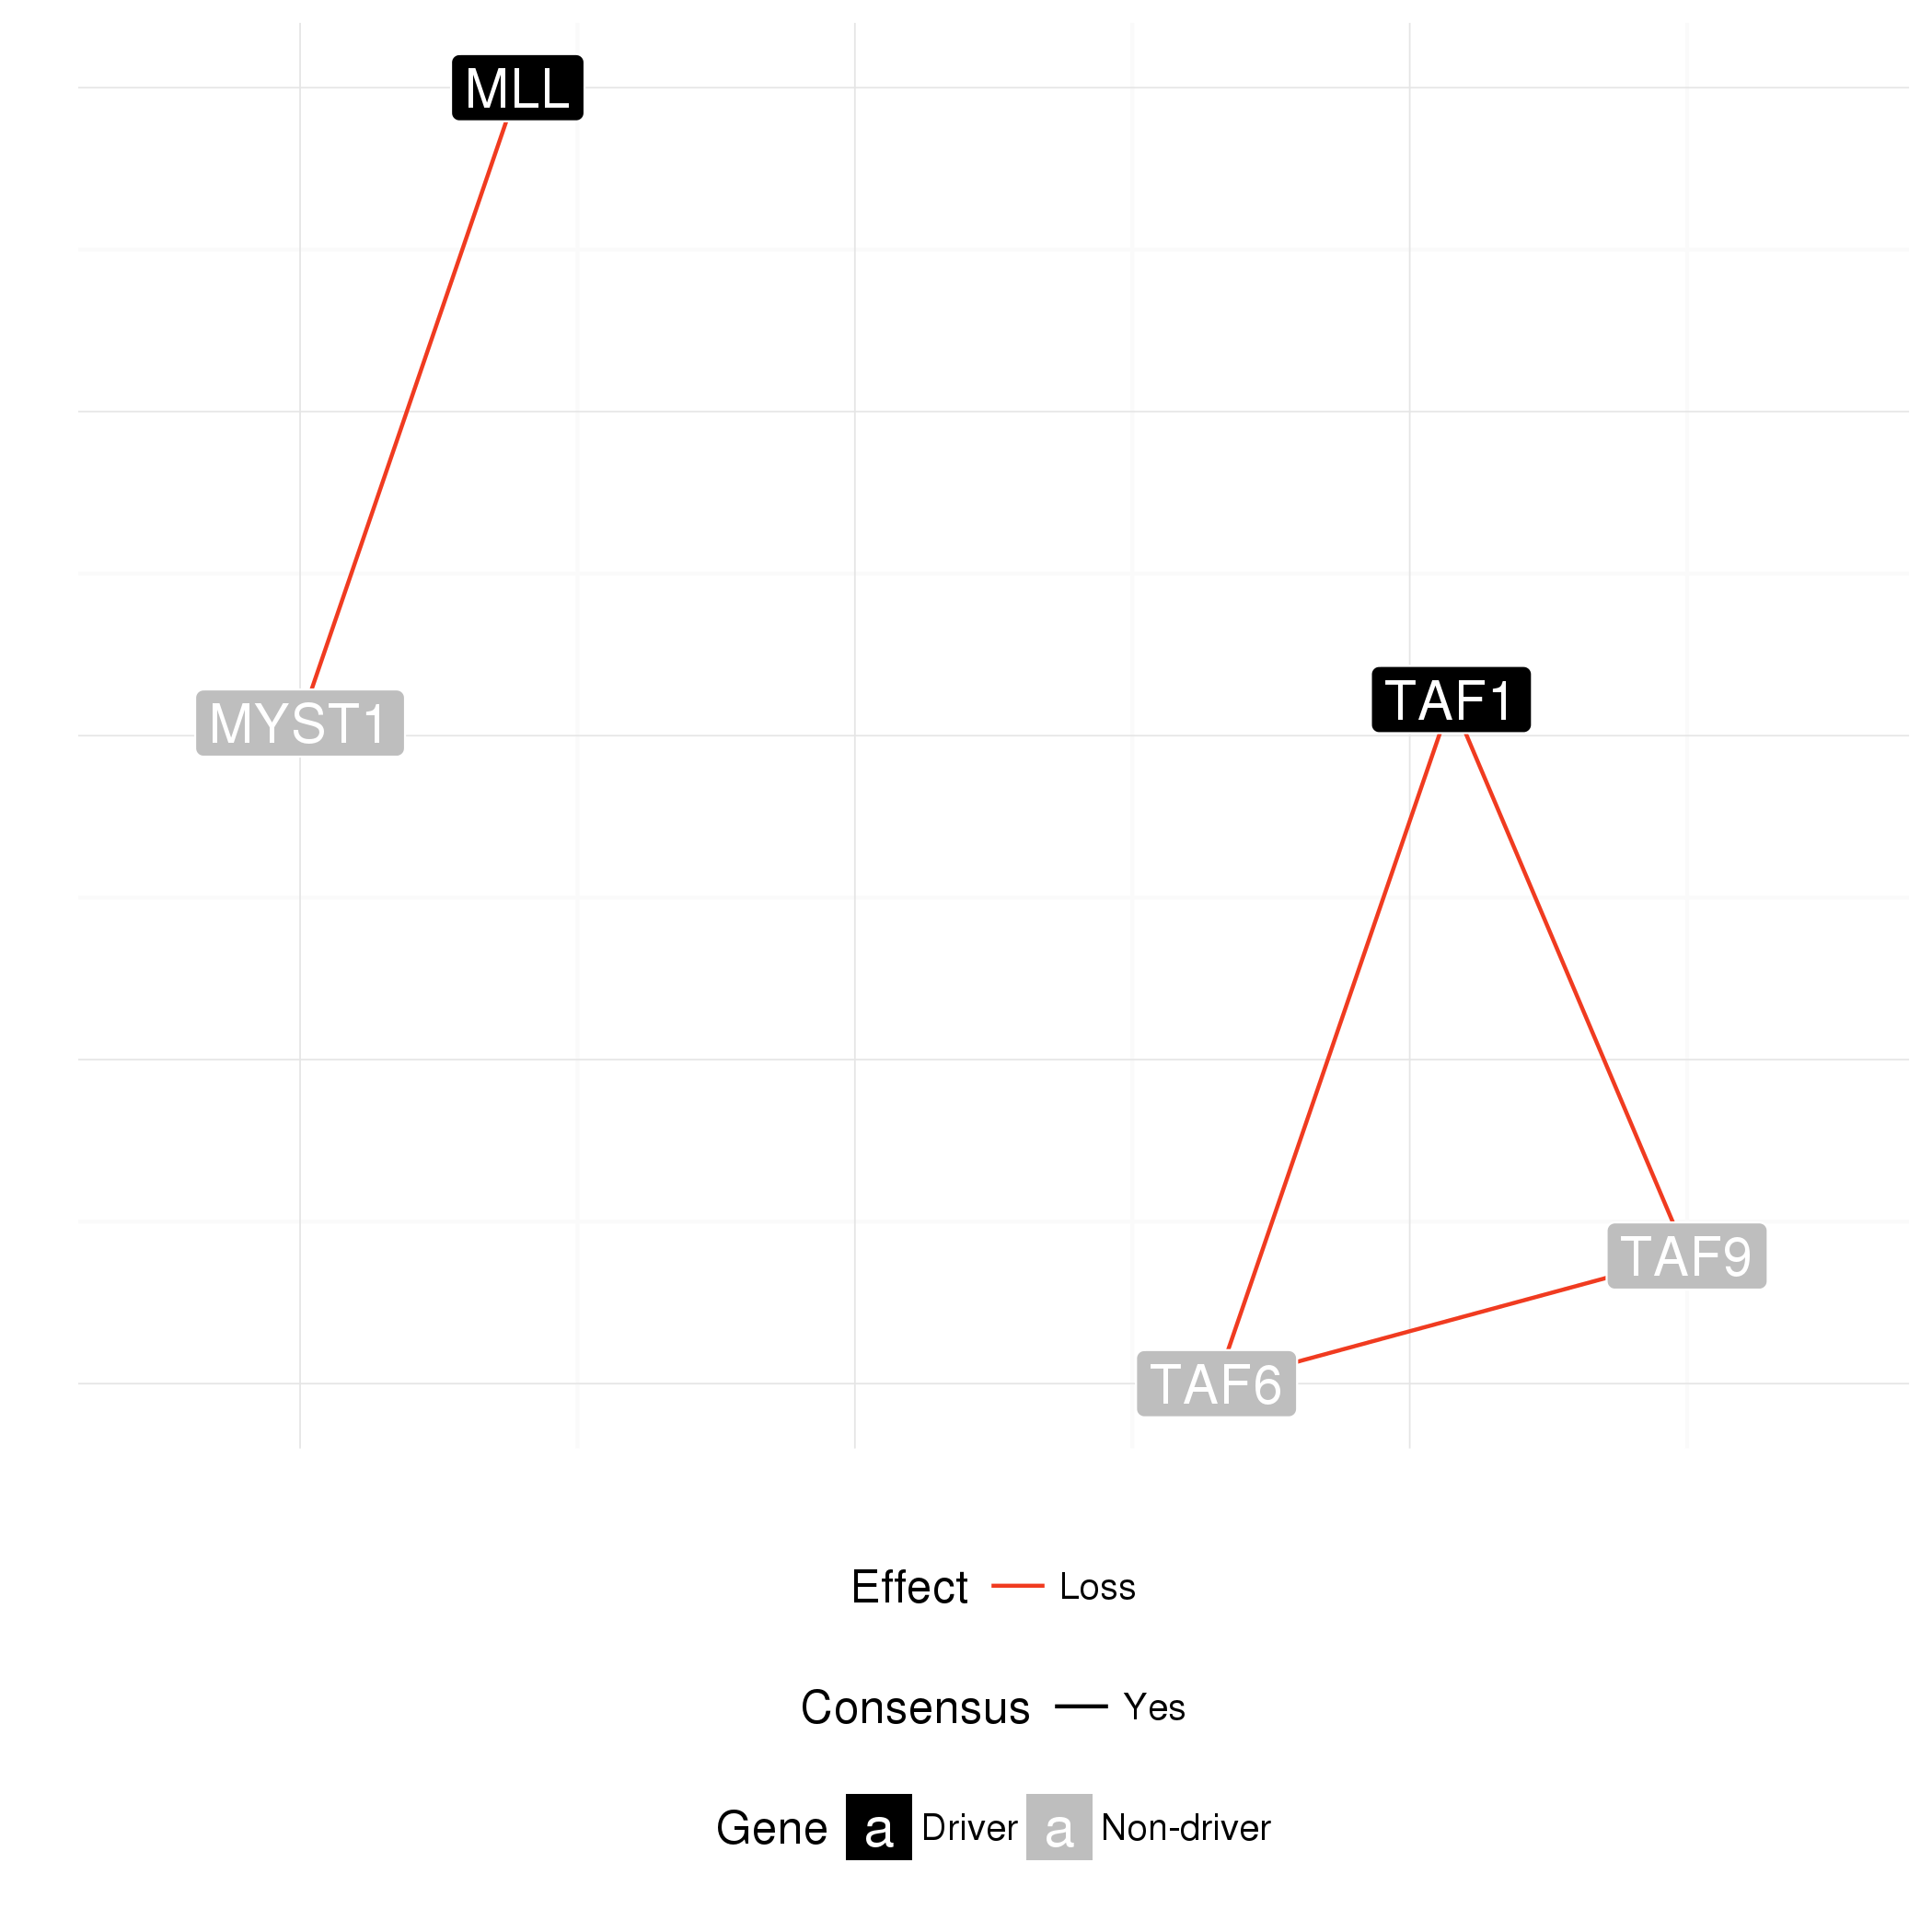 MLL
MYST1
TAF1
TAF9
TAF6
Effect Loss
Consensus Yes
Gene a Driver a Non-driver